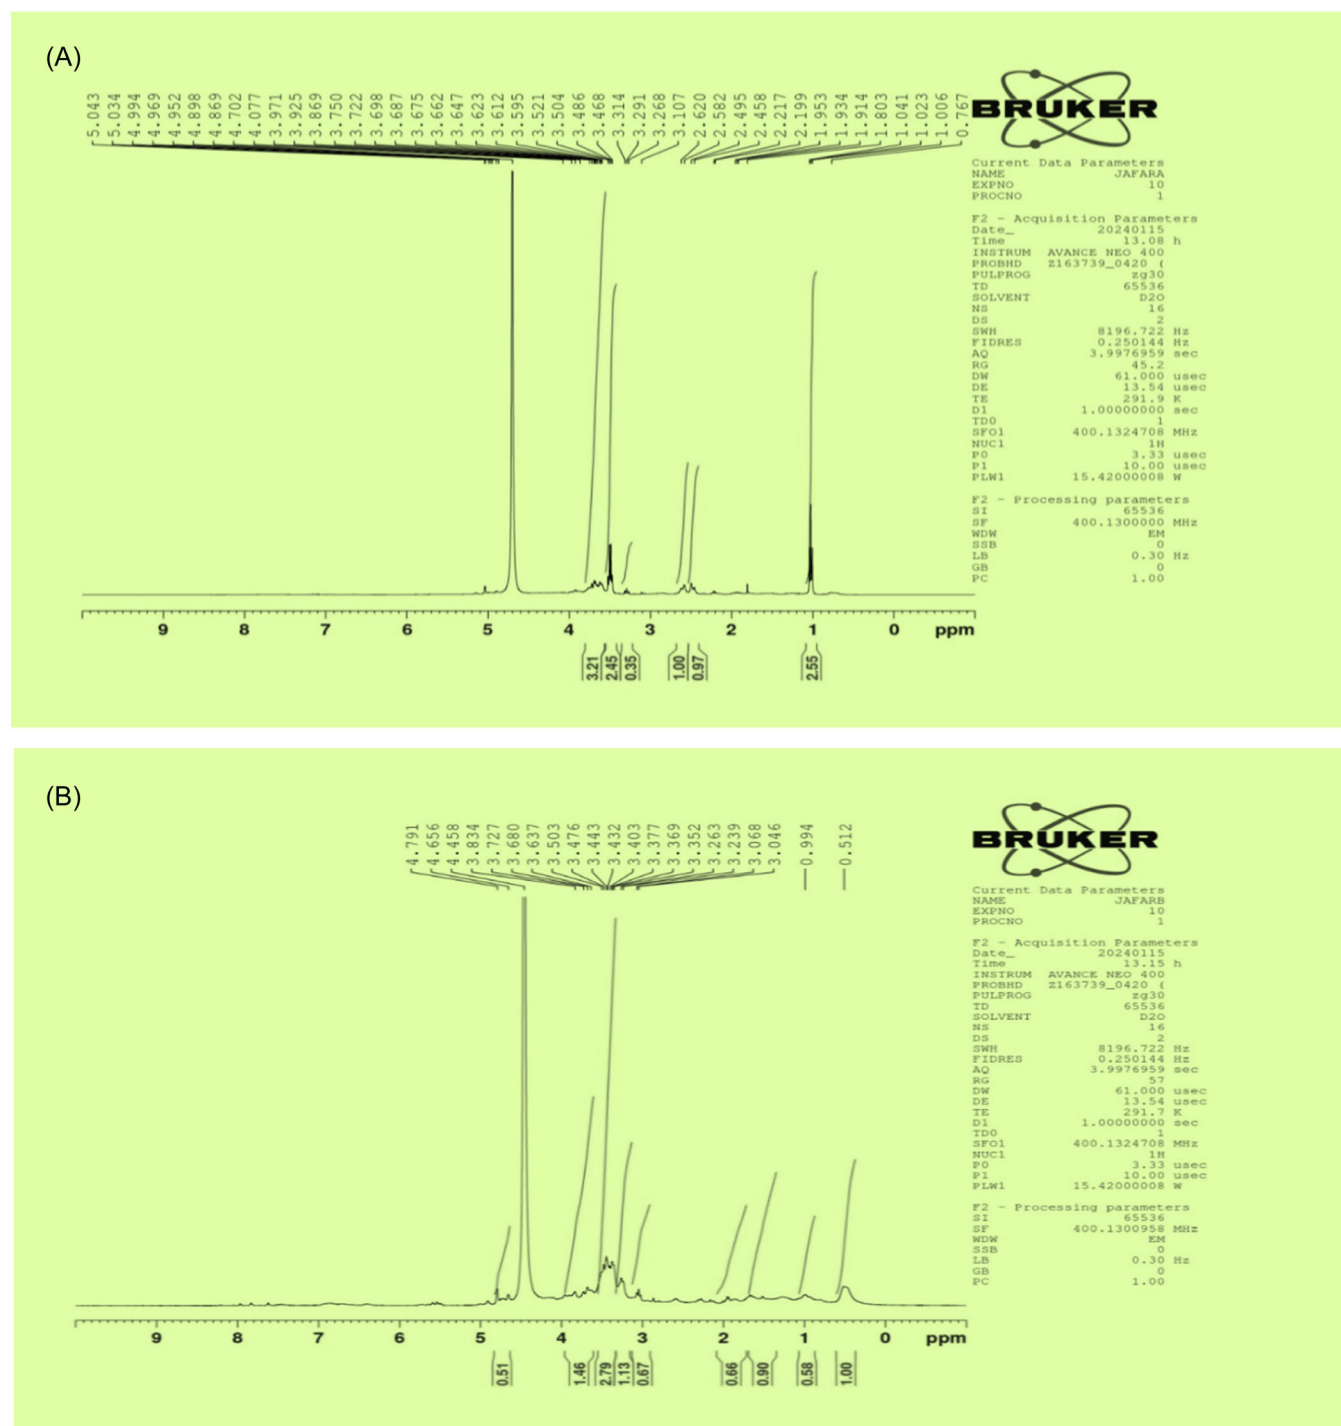 (A)
5.043
5.034
4.994
4.969
4.952
4.898
4.869
4.702
4.077
3.971
3.925
3.869
3.750
3.722
3.698
3.687
3.675
3.662
3.647
3.623
3.612
3.595
3.521
3.504
3.486
3.468
3.314
3.291
3.268
3.107
2.620
2.582
2.495
2.458
2.217
2.199
1.953
1.934
1.914
1.803
1.041
1.023
1.006
0.767
BRUKER
Current Data Parameters
NAME JAFARA
EXPNO 10
PROCNO 1
F2 - Acquisition Parameters
Date_ 20240115
Time 13.08 h
INSTRUM AVANCE NEO 400
PROBHD Z163739_0420 (
PULPROG zg30
TD 65536
SOLVENT D2O
NS 16
DS 2
SWH 8196.722 Hz
FIDRES 0.250144 Hz
AQ 3.9976959 sec
RG 45.2
DW 61.000 usec
DE 13.54 usec
TE 291.9 K
D1 1.00000000 sec
TD0 1
SFO1 400.1324708 MHz
NUC1 1H
P0 3.33 usec
P1 10.00 usec
PLW1 15.42000008 W
F2 - Processing parameters
SI 65536
SF 400.1300000 MHz
WDW EM
SSB 0
LB 0.30 Hz
GB 0
PC 1.00
9 8 7 6 5 4 3 2 1 0 ppm
3.21
2.45
0.35
1.00
0.97
2.55
(B)
4.791
4.656
4.458
3.834
3.727
3.680
3.637
3.503
3.476
3.443
3.432
3.403
3.377
3.369
3.352
3.263
3.239
3.068
3.046
0.994
0.512
BRUKER
Current Data Parameters
NAME JAFARB
EXPNO 10
PROCNO 1
F2 - Acquisition Parameters
Date_ 20240115
Time 13.15 h
INSTRUM AVANCE NEO 400
PROBHD Z163739_0420 (
PULPROG zg30
TD 65536
SOLVENT D2O
NS 16
DS 2
SWH 8196.722 Hz
FIDRES 0.250144 Hz
AQ 3.9976959 sec
RG 57
DW 61.000 usec
DE 13.54 usec
TE 291.7 K
D1 1.00000000 sec
TD0 1
SFO1 400.1324708 MHz
NUC1 1H
P0 3.33 usec
P1 10.00 usec
PLW1 15.42000008 W
F2 - Processing parameters
SI 65536
SF 400.1300958 MHz
WDW EM
SSB 0
LB 0.30 Hz
GB 0
PC 1.00
9 8 7 6 5 4 3 2 1 0 ppm
0.51
1.46
2.79
1.13
0.67
0.66
0.90
0.58
1.00